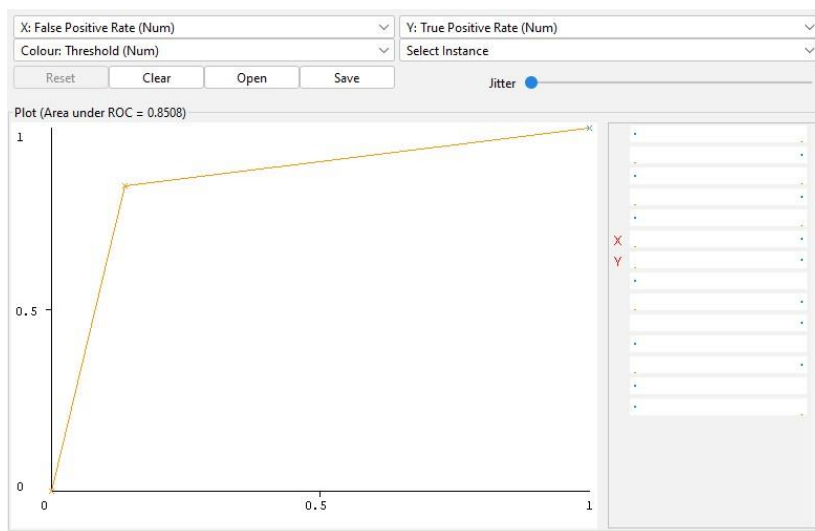 X: False Positive Rate (Num) Y: True Positive Rate (Num)
Colour: Threshold (Num) Select Instance
Reset Clear Open Save Jitter
Plot (Area under ROC = 0.8508)
1
X
Y
0.5
0
0 0.5 1